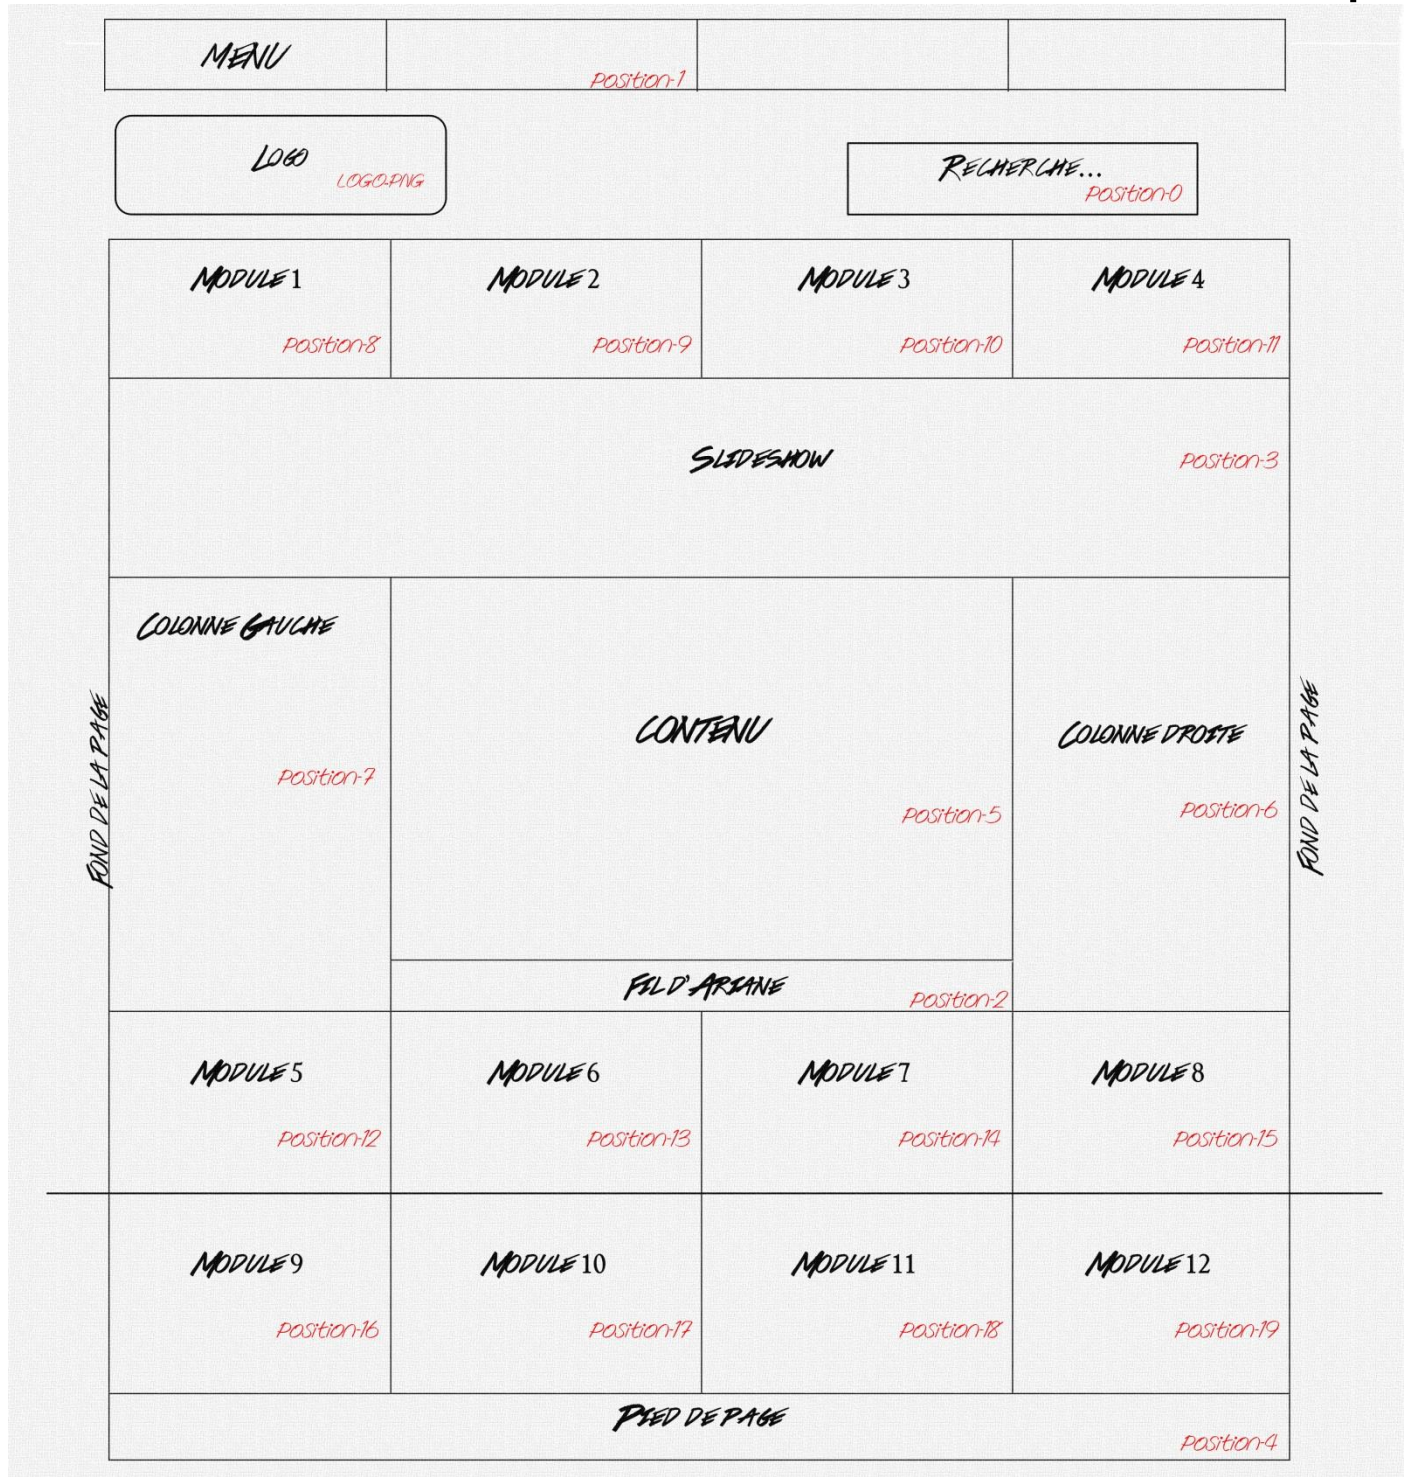 MENU
Position-1
LOGO
LOGO.PNG
RECHERCHE...
Position-0
MODULE 1
MODULE 2
MODULE 3
MODULE 4
Position-8
Position-9
Position-10
Position-11
SLIDESHOW
Position-3
COLONNE GAUCHE
FOND DE LA PAGE
CONTENU
COLONNE DROITE
FOND DE LA PAGE
Position-7
Position-5
Position-6
FIL D'ARIANE
Position-2
MODULE 5
MODULE 6
MODULE 7
MODULE 8
Position-12
Position-13
Position-14
Position-15
MODULE 9
MODULE 10
MODULE 11
MODULE 12
Position-16
Position-17
Position-18
Position-19
PIED DE PAGE
Position-4